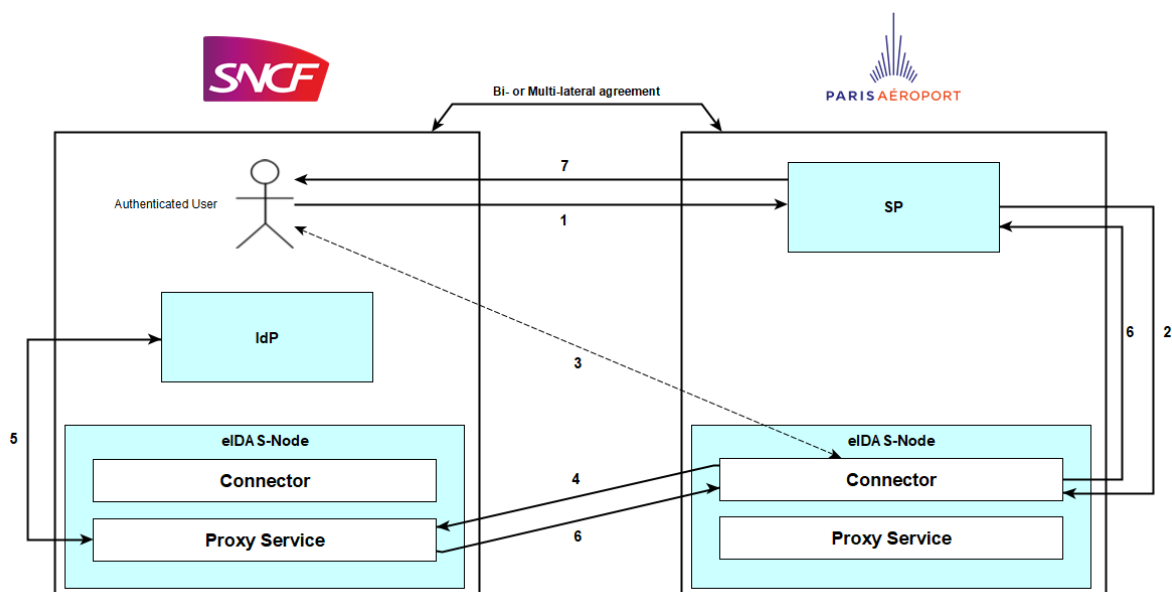 SNCF
PARIS AÉROPORT
Bi- or Multi-lateral agreement
7
Authenticated User
1
SP
IdP
3
6
2
5
eIDAS-Node
Connector
Proxy Service
4
6
eIDAS-Node
Connector
Proxy Service